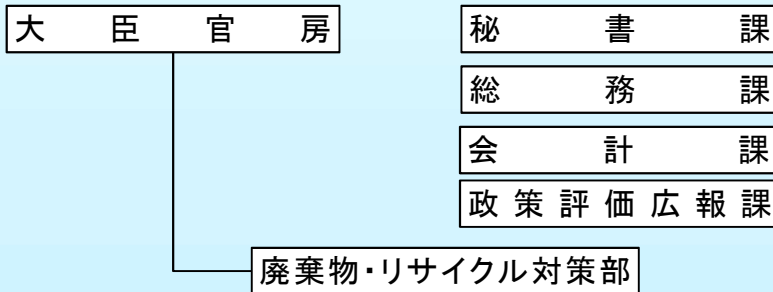 大臣官房
秘書課
総務課
会計課
政策評価広報課
廃棄物・リサイクル対策部